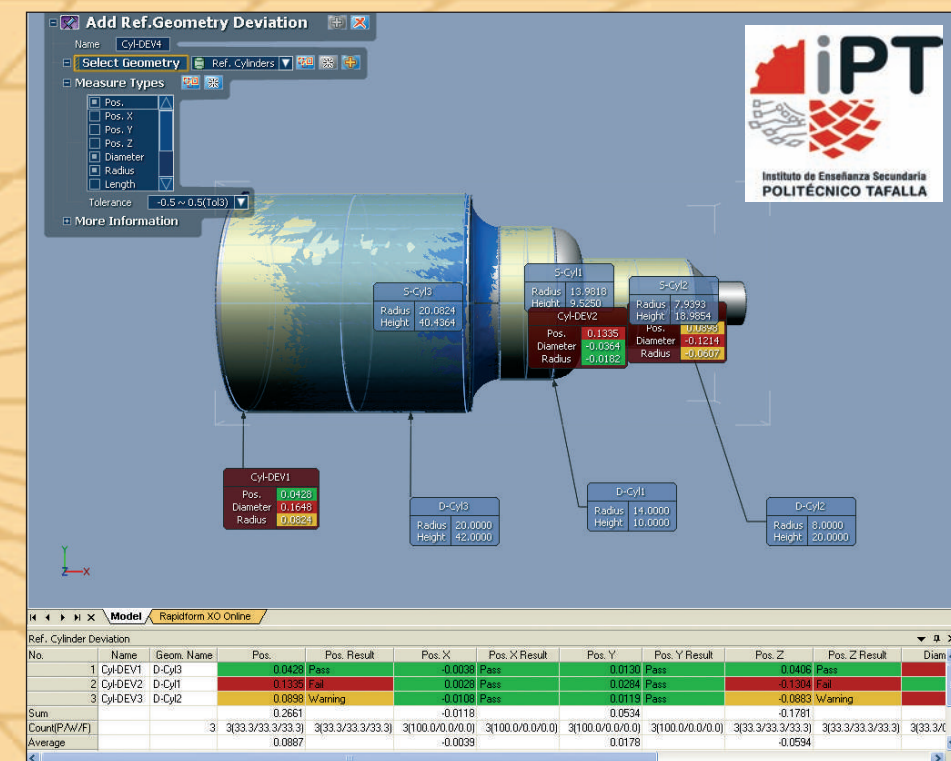 Add Ref.Geometry Deviation
Name Cyl-DEV4
Select Geometry Ref. Cylinders
Measure Types
Pos.
Pos. X
Pos. Y
Pos. Z
Diameter
Radius
Length
Tolerance -0.5 ~ 0.5(Tol3)
More Information
iPT
Instituto de Enseñanza Secundaria
POLITÉCNICO TAFALLA
S-Cyl3
Radius 20.0824
Height 40.4364
S-Cyl1
Radius 13.9818
Height 9.5250
Cyl-DEV2
Pos. 0.1335
Diameter -0.0364
Radius -0.0182
S-Cyl2
Radius 7.9393
Height 18.9854
Pos. 0.0898
Diameter -0.1214
Radius -0.0607
Cyl-DEV1
Pos. 0.0428
Diameter 0.1648
Radius 0.0824
D-Cyl3
Radius 20.0000
Height 42.0000
D-Cyl1
Radius 14.0000
Height 10.0000
D-Cyl2
Radius 8.0000
Height 20.0000
Y
Z X
Model Rapidform XO Online
Ref. Cylinder Deviation
No. Name Geom. Name Pos. Pos. Result Pos. X Pos. X Result Pos. Y Pos. Y Result Pos. Z Pos. Z Result Diam
1 Cyl-DEV1 D-Cyl3 0.0428 Pass -0.0038 Pass 0.0130 Pass 0.0406 Pass
2 Cyl-DEV2 D-Cyl1 0.1335 Fail 0.0028 Pass 0.0284 Pass -0.1304 Fail
3 Cyl-DEV3 D-Cyl2 0.0898 Warning -0.0108 Pass 0.0119 Pass -0.0883 Warning
Sum 0.2661 -0.0118 0.0534 -0.1781
Count(P/W/F) 3 3(33.3/33.3/33.3) 3(33.3/33.3/33.3) 3(100.0/0.0/0.0) 3(100.0/0.0/0.0) 3(100.0/0.0/0.0) 3(100.0/0.0/0.0) 3(33.3/33.3/33.3) 3(33.3/33.3/33.3) 3(33.3/0
Average 0.0887 -0.0039 0.0178 -0.0594